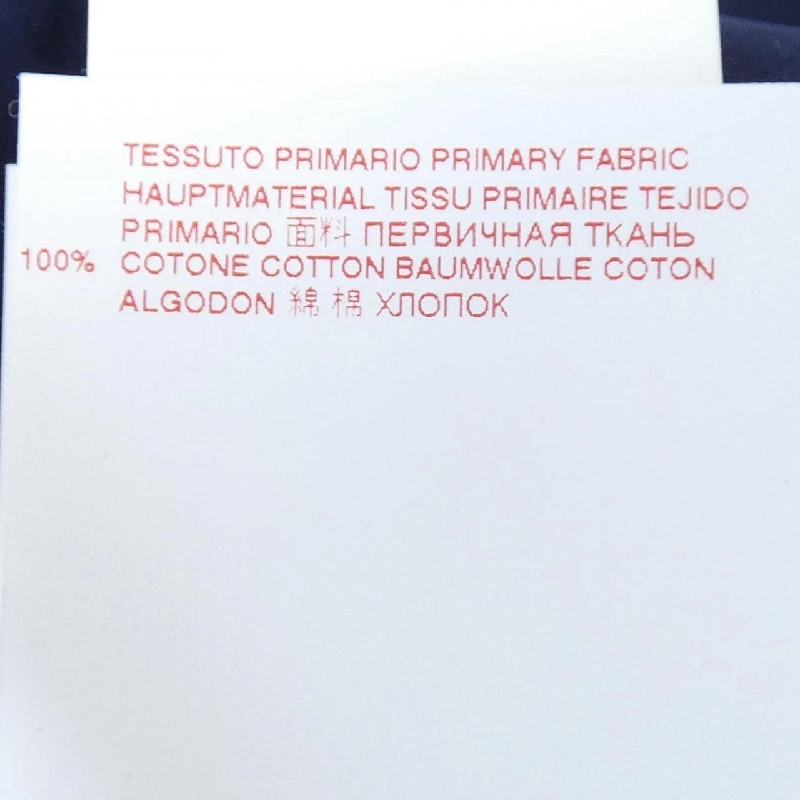 TESSUTO PRIMARIO PRIMARY FABRIC
HAUPTMATERIAL TISSU PRIMAIRE TEJIDO
PRIMARIO 面料 ПЕРВИЧНАЯ ТКАНЬ
100% COTONE COTTON BAUMWOLLE COTON
ALGODON 綿 棉 ХЛОПОК